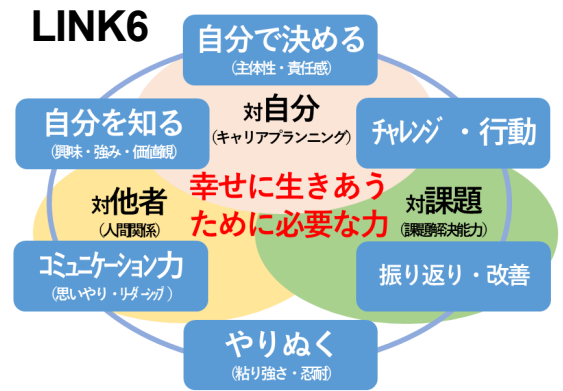 LINK6
自分で決める
(主体性・責任感)
対自分
(キャリアプランニング)
自分を知る
(興味・強み・価値観)
チャレンジ・行動
幸せに生きあう
ために必要な力
対他者
(人間関係)
対課題
(課題解決能力)
コミュニケーション力
(思いやり・リーダーシップ)
振り返り・改善
やりぬく
(粘り強さ・忍耐)